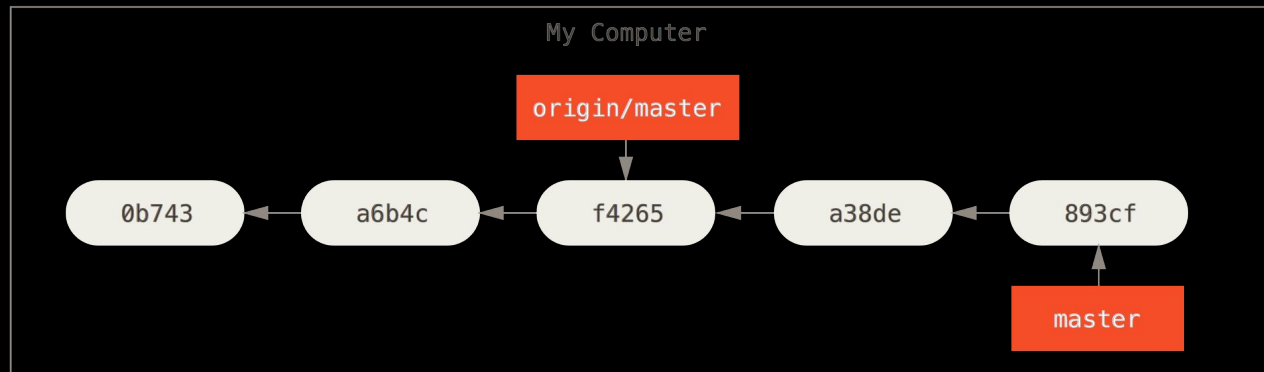 My Computer
origin/master
0b743
a6b4c
f4265
a38de
893cf
master